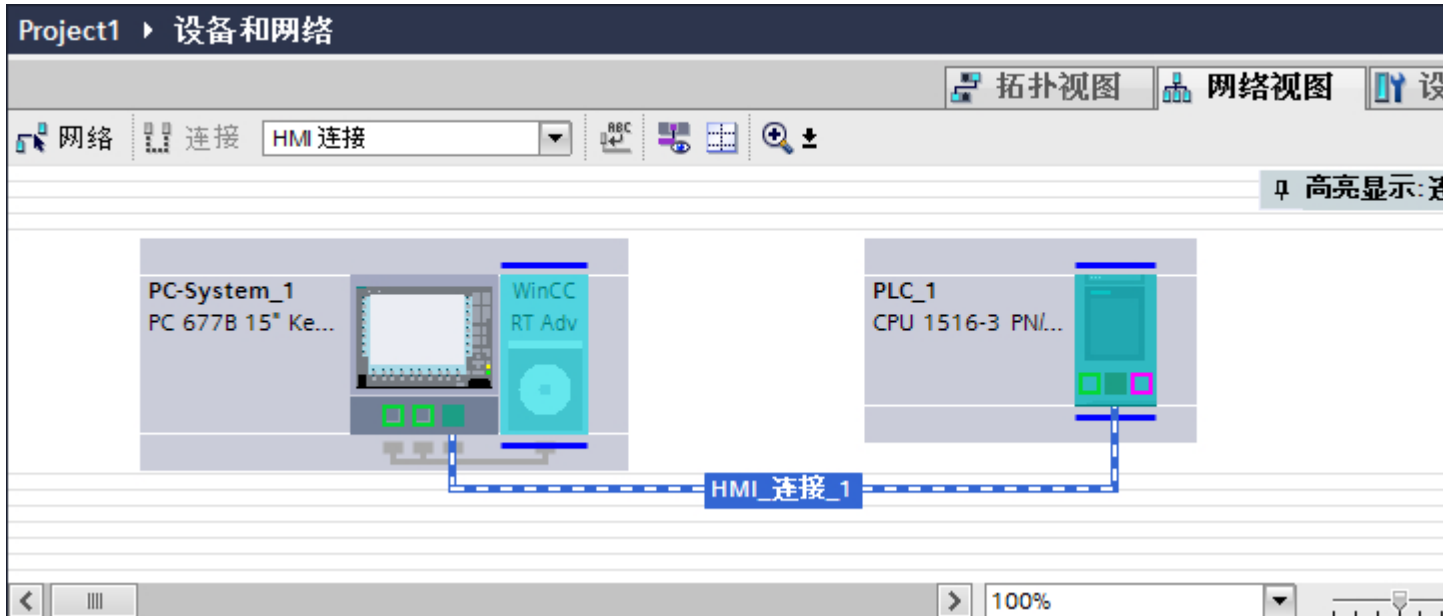 Project1 ▸ 设备和网络
拓扑视图 网络视图
网络 连接 HMI 连接
高亮显示:
PC-System_1
PC 677B 15" Ke...
WinCC
RT Adv
PLC_1
CPU 1516-3 PN/...
HMI_连接_1
100%